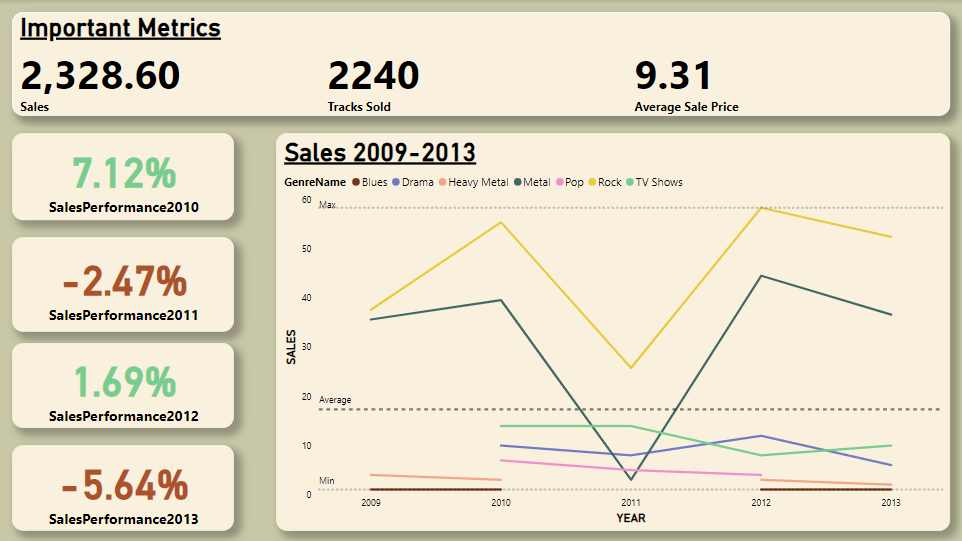 Important Metrics
2,328.60
Sales
2240
Tracks Sold
9.31
Average Sale Price
7.12%
SalesPerformance2010
-2.47%
SalesPerformance2011
1.69%
SalesPerformance2012
-5.64%
SalesPerformance2013
Sales 2009-2013
GenreName Blues Drama Heavy Metal Metal Pop Rock TV Shows
60
Max
50
40
30
20
Average
10
Min
0
SALES
2009 2010 2011 2012 2013
YEAR